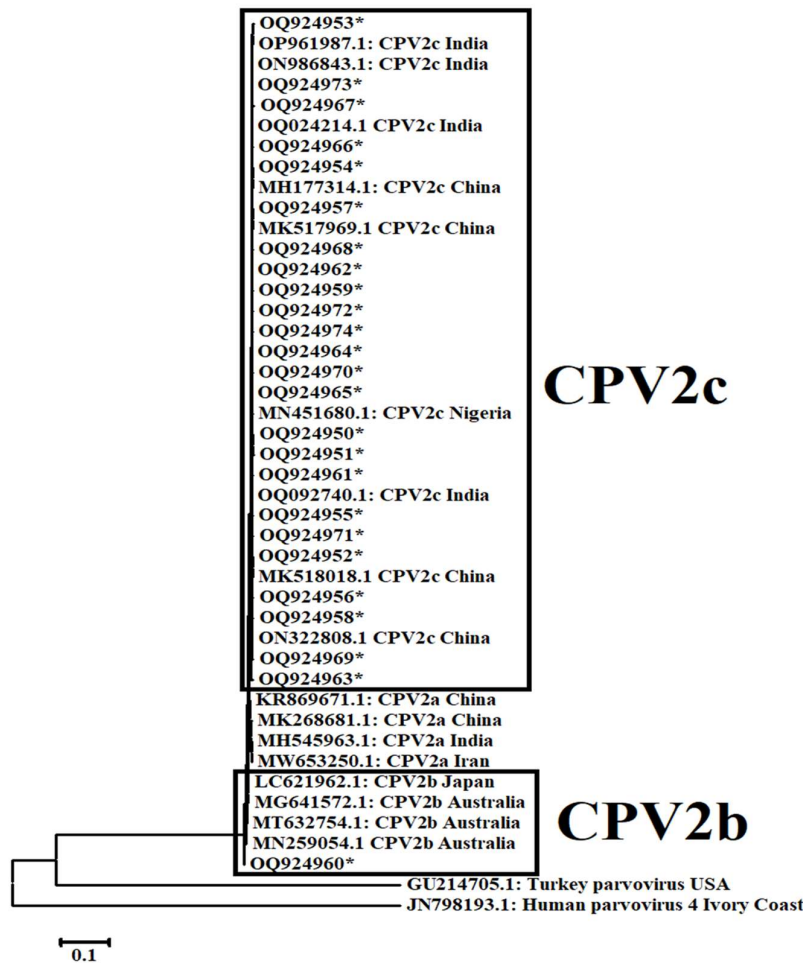 OQ924953*
OP961987.1: CPV2c India
ON986843.1: CPV2c India
OQ924973*
OQ924967*
OQ024214.1 CPV2c India
OQ924966*
OQ924954*
MH177314.1: CPV2c China
OQ924957*
MK517969.1 CPV2c China
OQ924968*
OQ924962*
OQ924959*
OQ924972*
OQ924974*
OQ924964*
OQ924970*
OQ924965*
MN451680.1: CPV2c Nigeria
OQ924950*
OQ924951*
OQ924961*
OQ092740.1: CPV2c India
OQ924955*
OQ924971*
OQ924952*
MK518018.1 CPV2c China
OQ924956*
OQ924958*
ON322808.1 CPV2c China
OQ924969*
OQ924963*
CPV2c
KR869671.1: CPV2a China
MK268681.1: CPV2a China
MH545963.1: CPV2a India
MW653250.1: CPV2a Iran
LC621962.1: CPV2b Japan
MG641572.1: CPV2b Australia
MT632754.1: CPV2b Australia
MN259054.1 CPV2b Australia
OQ924960*
CPV2b
GU214705.1: Turkey parvovirus USA
JN798193.1: Human parvovirus 4 Ivory Coast
0.1